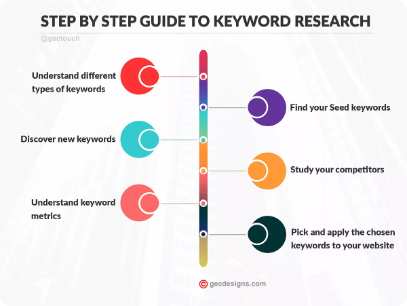 STEP BY STEP GUIDE TO KEYWORD RESEARCH
@gectouch
Understand different
types of keywords
Find your Seed keywords
Discover new keywords
Study your competitors
Understand keyword
metrics
Pick and apply the chosen
keywords to your website
gecdesigns.com